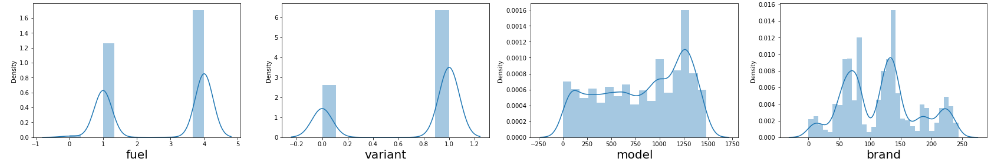 Density
1.6
1.4
1.2
1.0
0.8
0.6
0.4
0.2
0.0
-1 0 1 2 3 4 5
fuel
Density
6
5
4
3
2
1
0
-0.2 0.0 0.2 0.4 0.6 0.8 1.0 1.2
variant
Density
0.0016
0.0014
0.0012
0.0010
0.0008
0.0006
0.0004
0.0002
0.0000
-250 0 250 500 750 1000 1250 1500 1750
model
Density
0.016
0.014
0.012
0.010
0.008
0.006
0.004
0.002
0.000
0 50 100 150 200 250
brand